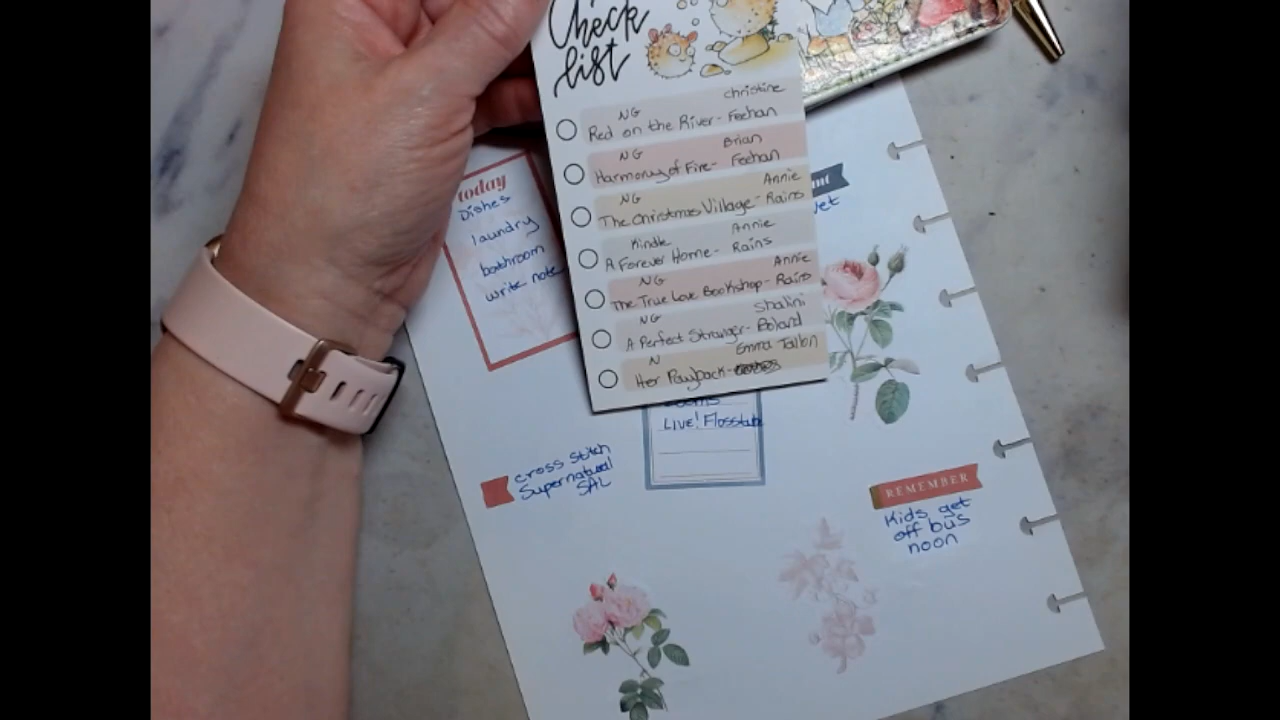 Check
list
christine
NG
Red on the River- Feehan
Brian
NG
Harmony of Fire- Feehan
Annie
NG
The Christmas Village- Rains
Kindle Annie
A Forever Home- Rains
Annie
NG
The True Love Bookshop- Rains
Shalini
NG
A Perfect Stranger- Boland
Emma Tallon
N
Her Payback-
today
Dishes
laundry
bathroom
write note
vet
LIVE! Flosstube
cross stitch
Supernatural
SAL
REMEMBER
Kids get
off bus
noon